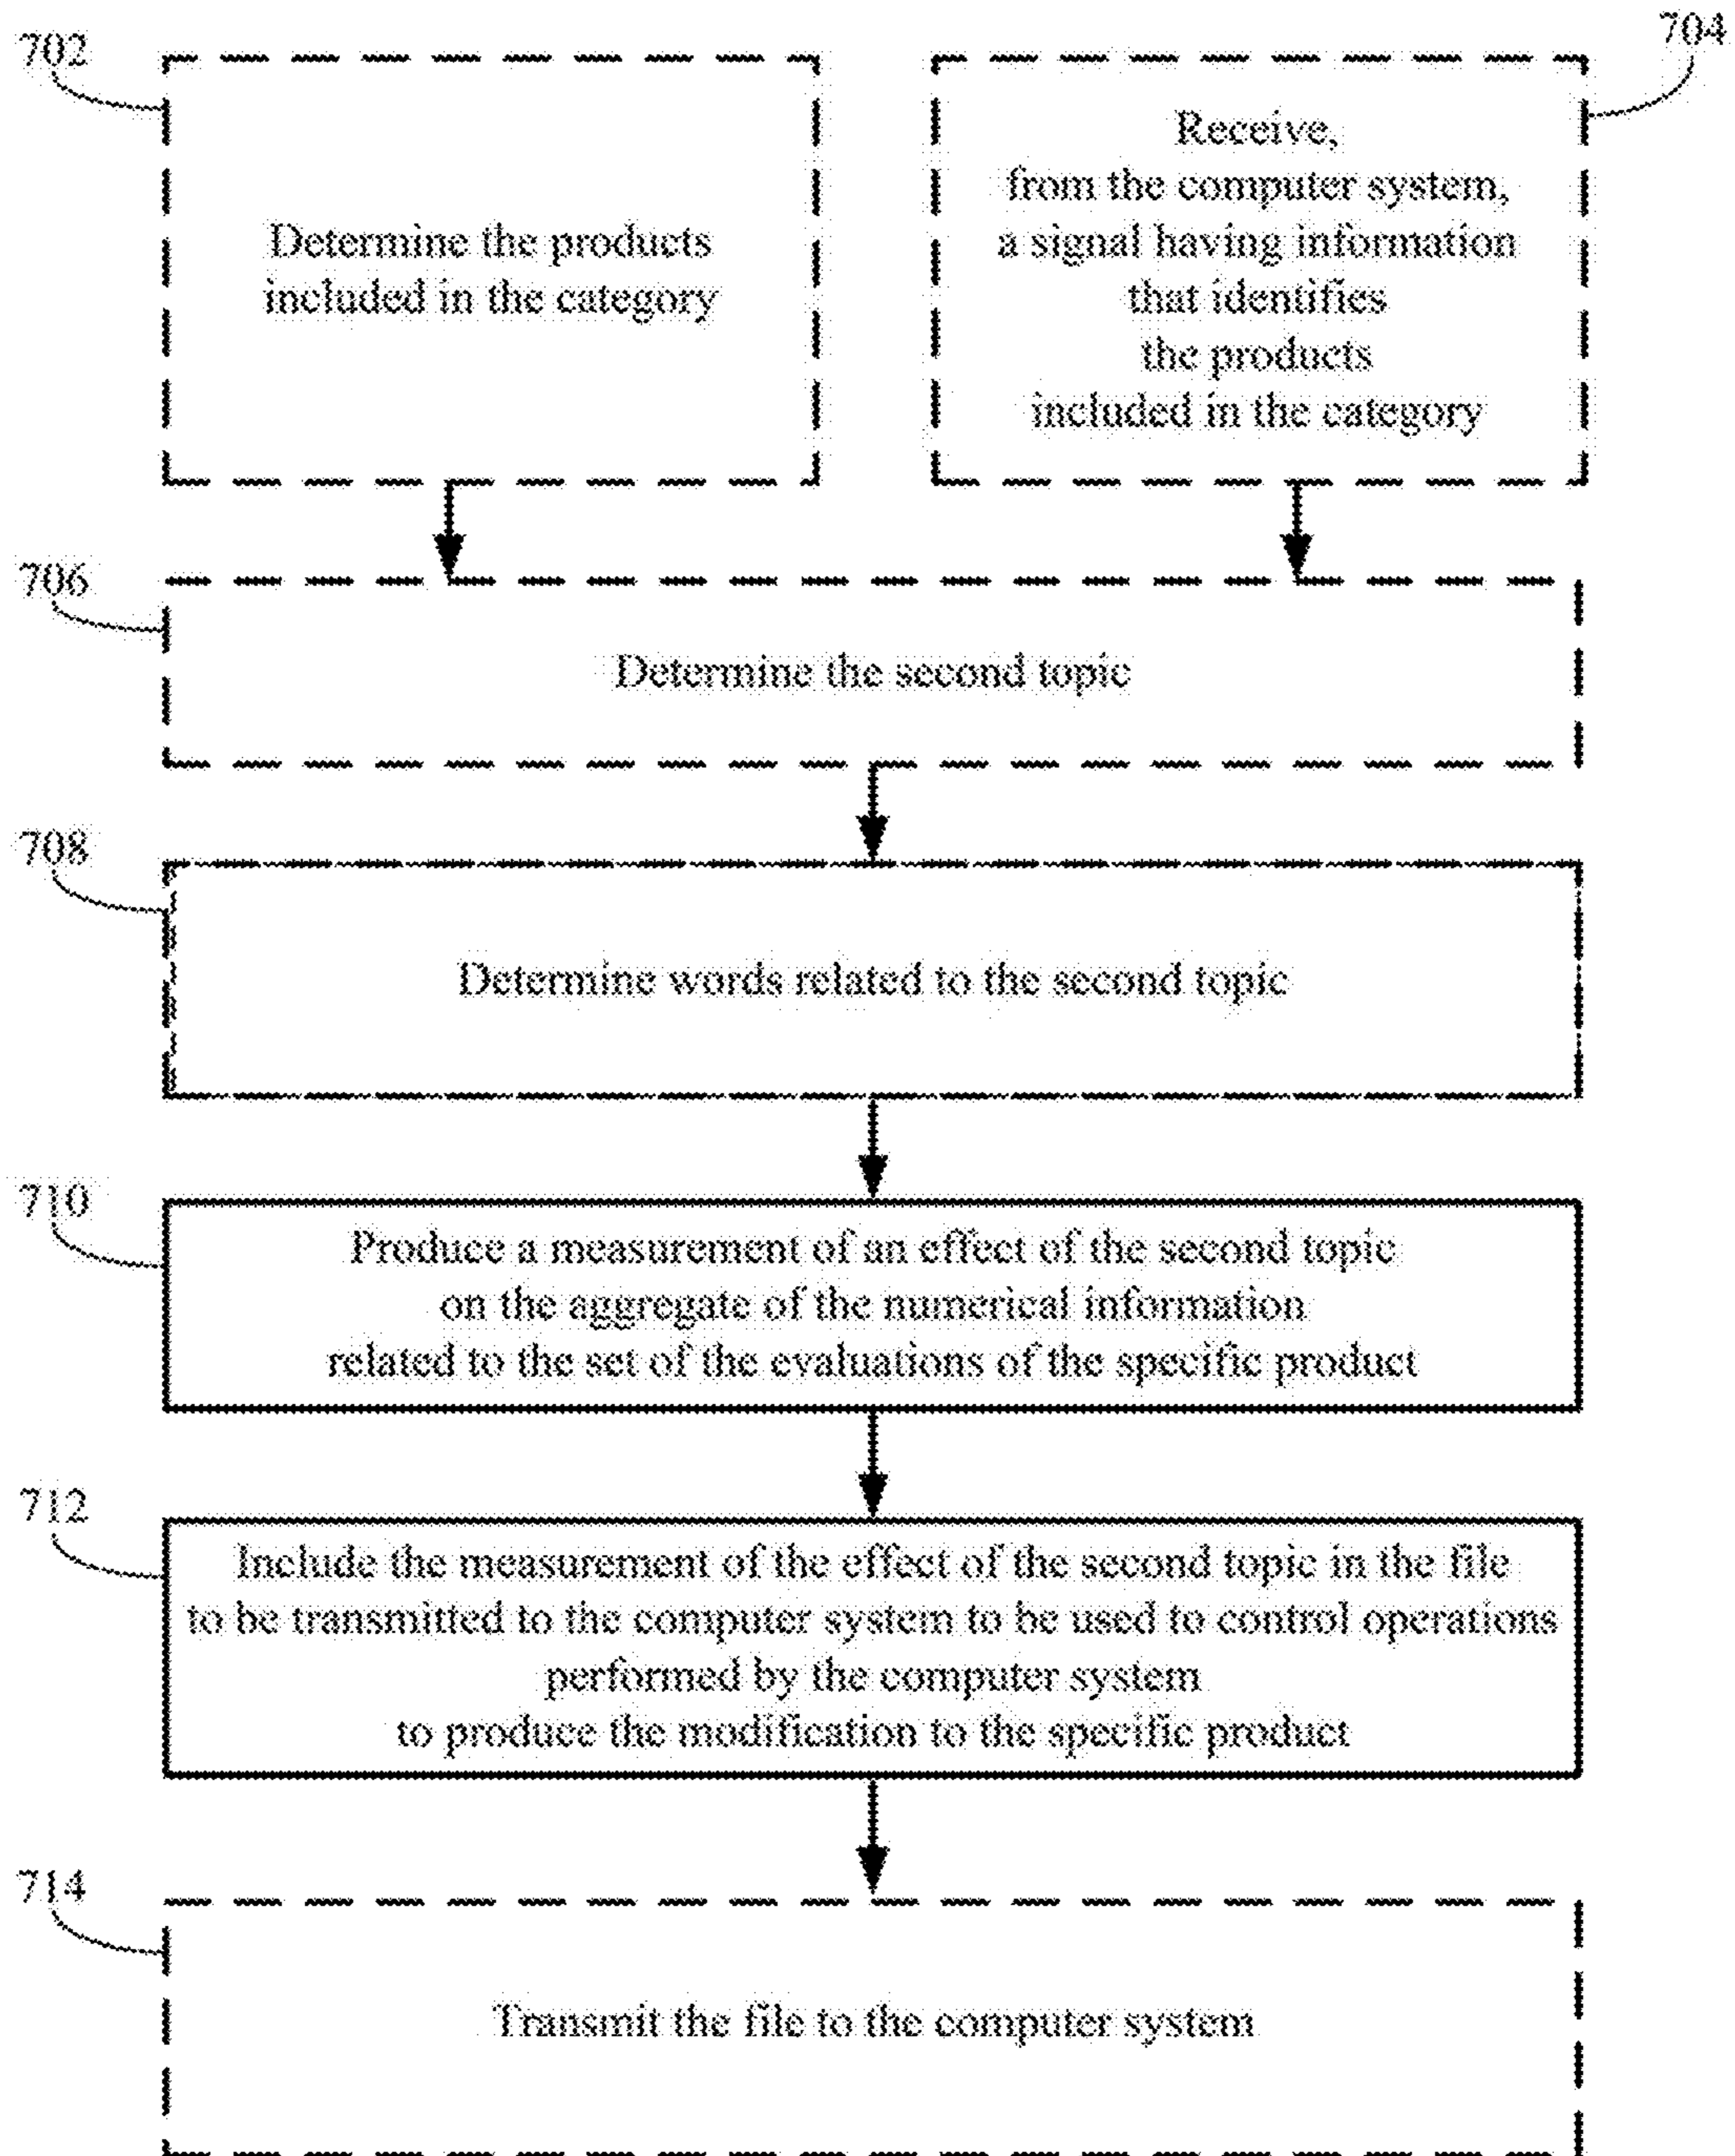 702
704
Determine the products
included in the category
Receive,
from the computer system,
a signal having information
that identifies
the products
included in the category
706
Determine the second topic
708
Determine words related to the second topic
710
Produce a measurement of an effect of the second topic
on the aggregate of the numerical information
related to the set of the evaluations of the specific product
712
Include the measurement of the effect of the second topic in the file
to be transmitted to the computer system to be used to control operations
performed by the computer system
to produce the modification to the specific product
714
Transmit the file to the computer system